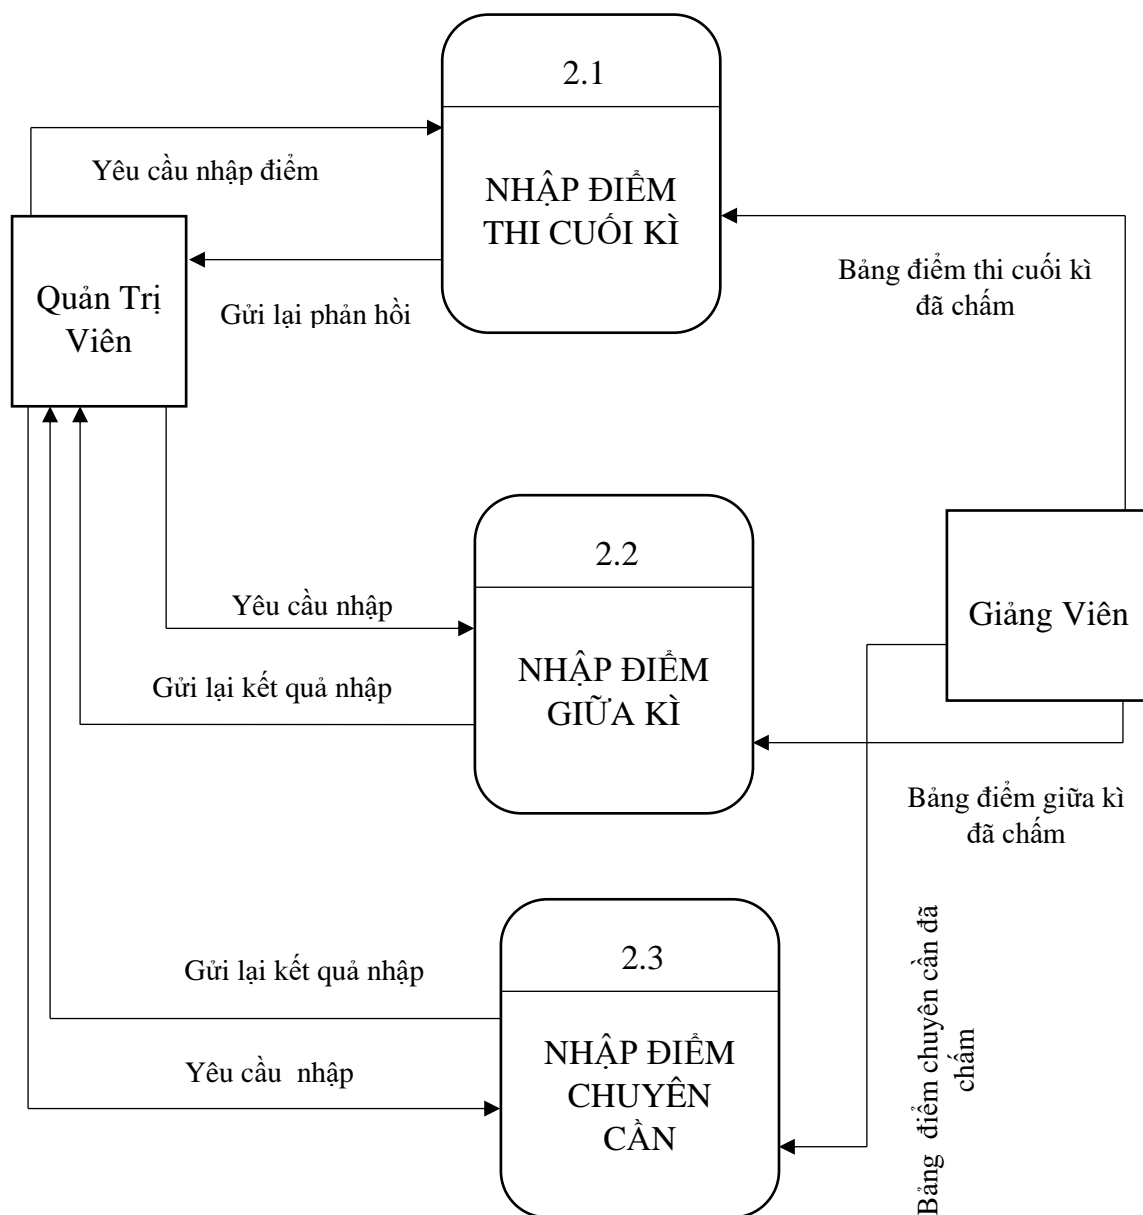 2.1
Yêu cầu nhập điểm
NHẬP ĐIỂM
THI CUỐI KÌ
Bảng điểm thi cuối kì
đã chấm
Quản Trị
Viên
Gửi lại phản hồi
2.2
Yêu cầu nhập
Giảng Viên
NHẬP ĐIỂM
GIỮA KÌ
Gửi lại kết quả nhập
Bảng điểm giữa kì
đã chấm
2.3
Gửi lại kết quả nhập
NHẬP ĐIỂM
CHUYÊN
CẦN
Yêu cầu nhập
Bảng điểm chuyên cần đã
chấm